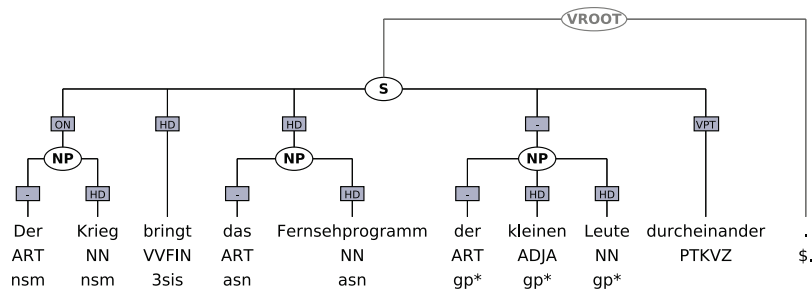 VROOT
S
ON HD HD - VPT
NP NP NP
- HD - HD - HD HD
Der Krieg bringt das Fernsehprogramm der kleinen Leute durcheinander .
ART NN VVFIN ART NN ART ADJA NN PTKVZ $.
nsm nsm 3sis asn asn gp* gp* gp*